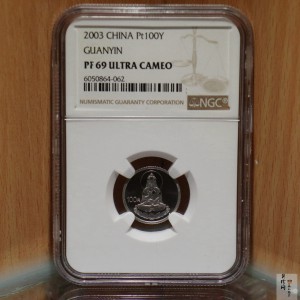 2003 CHINA Pt100Y
GUANYIN
PF 69 ULTRA CAMEO
6050864-062
NUMISMATIC GUARANTY CORPORATION
NGC